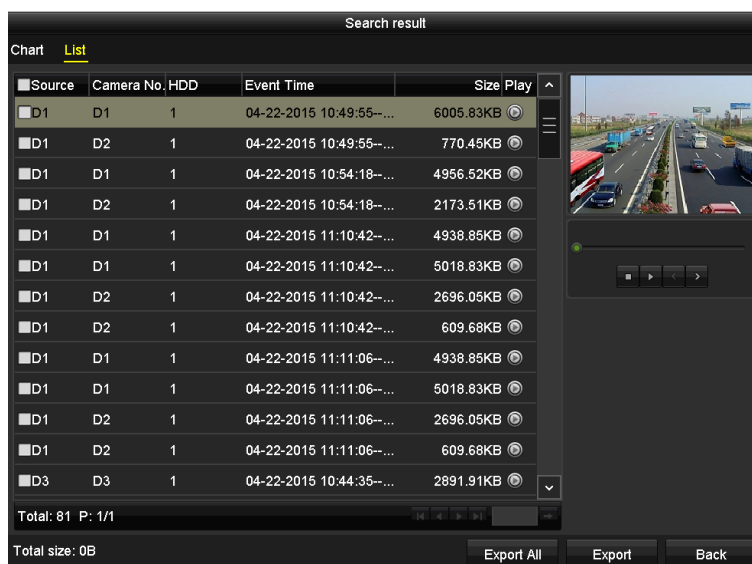 Search result
Chart List
Source Camera No. HDD Event Time Size Play
D1 D1 1 04-22-2015 10:49:55--... 6005.83KB
D1 D2 1 04-22-2015 10:49:55--... 770.45KB
D1 D1 1 04-22-2015 10:54:18--... 4956.52KB
D1 D2 1 04-22-2015 10:54:18--... 2173.51KB
D1 D1 1 04-22-2015 11:10:42--... 4938.85KB
D1 D1 1 04-22-2015 11:10:42--... 5018.83KB
D1 D2 1 04-22-2015 11:10:42--... 2696.05KB
D1 D2 1 04-22-2015 11:10:42--... 609.68KB
D1 D1 1 04-22-2015 11:11:06--... 4938.85KB
D1 D1 1 04-22-2015 11:11:06--... 5018.83KB
D1 D2 1 04-22-2015 11:11:06--... 2696.05KB
D1 D2 1 04-22-2015 11:11:06--... 609.68KB
D3 D3 1 04-22-2015 10:44:35--... 2891.91KB
Total: 81 P: 1/1
Total size: 0B
Export All Export Back